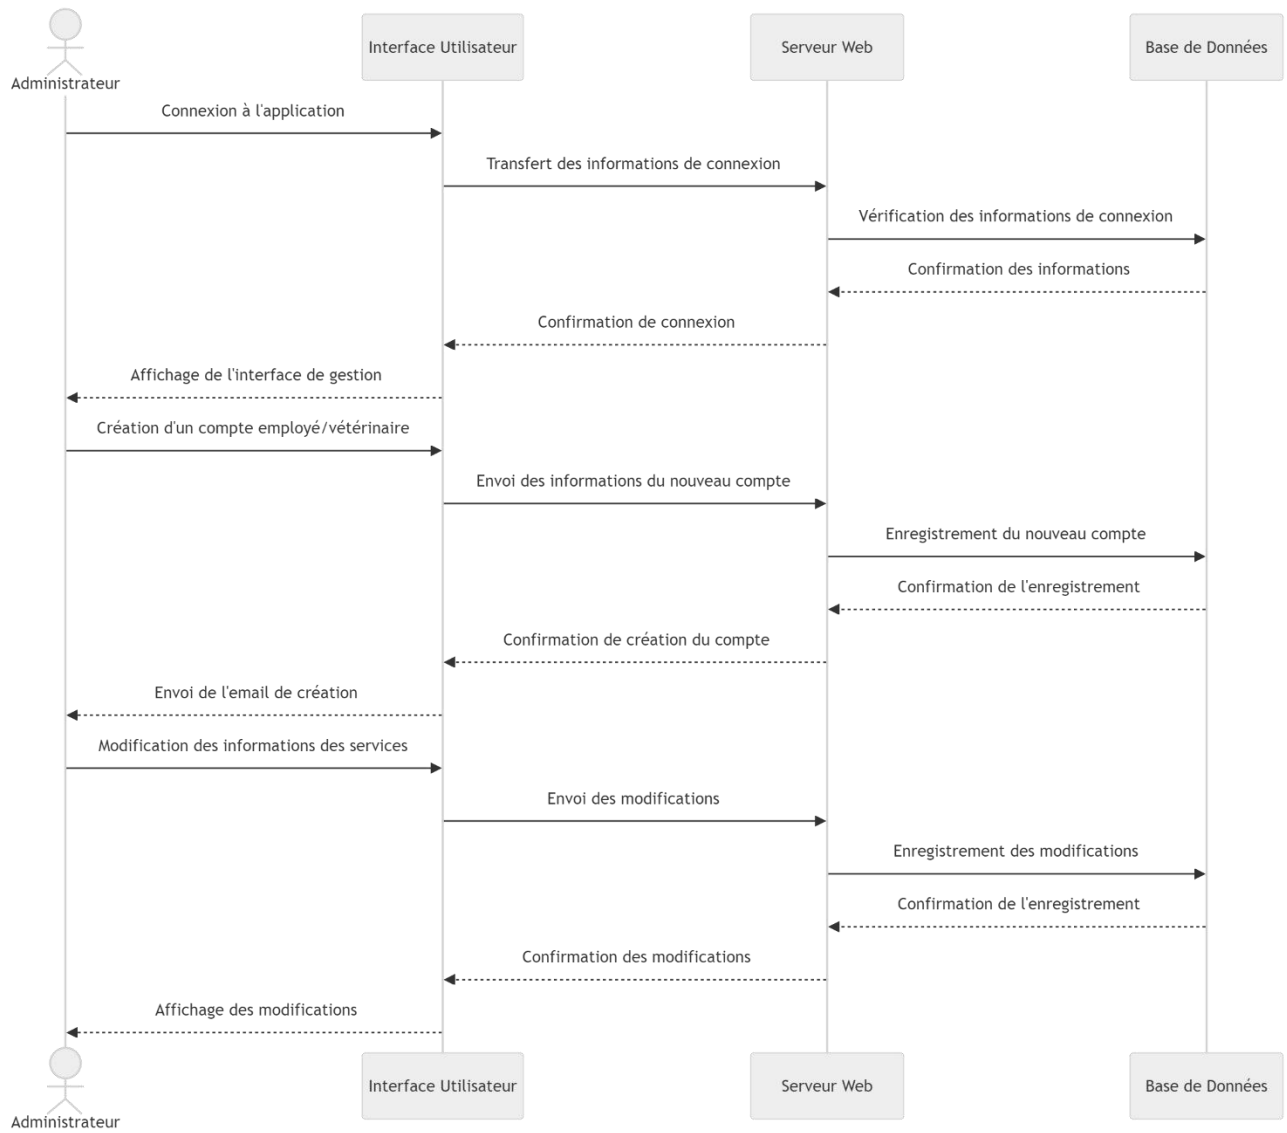 Interface Utilisateur
Serveur Web
Base de Données
Administrateur
Connexion à l'application
Transfert des informations de connexion
Vérification des informations de connexion
Confirmation des informations
Confirmation de connexion
Affichage de l'interface de gestion
Création d'un compte employé/vétérinaire
Envoi des informations du nouveau compte
Enregistrement du nouveau compte
Confirmation de l'enregistrement
Confirmation de création du compte
Envoi de l'email de création
Modification des informations des services
Envoi des modifications
Enregistrement des modifications
Confirmation de l'enregistrement
Confirmation des modifications
Affichage des modifications
Interface Utilisateur
Serveur Web
Base de Données
Administrateur